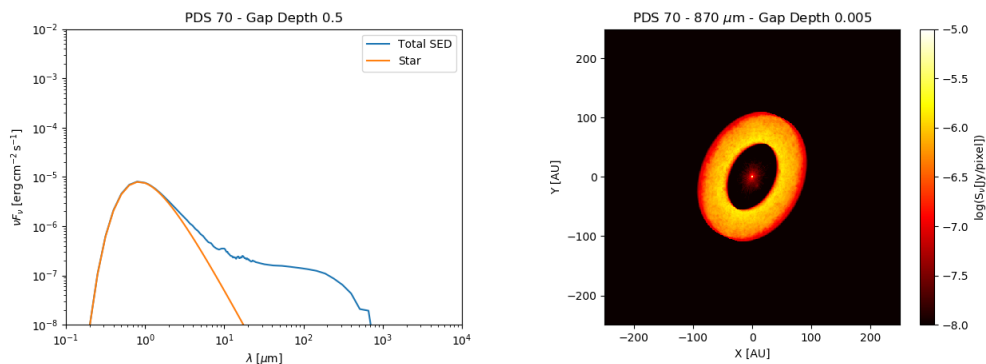 PDS 70 - Gap Depth 0.5
νFν [erg cm⁻² s⁻¹]
10⁻²
10⁻³
10⁻⁴
10⁻⁵
10⁻⁶
10⁻⁷
10⁻⁸
Total SED
Star
10⁻¹ 10⁰ 10¹ 10² 10³ 10⁴
λ [μm]
PDS 70 - 870 μm - Gap Depth 0.005
Y [AU]
200
100
0
-100
-200
-200 -100 0 100 200
X [AU]
-5.0
-5.5
-6.0
-6.5
-7.0
-7.5
-8.0
log(Sν[Jy/pixel]